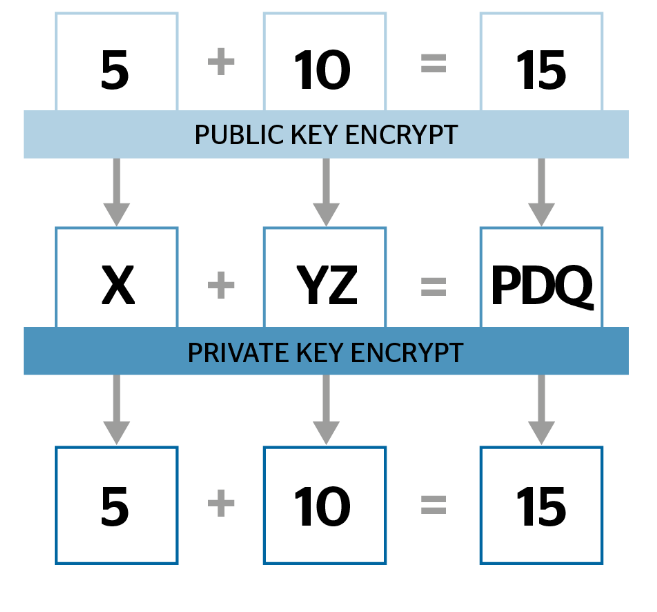 5 + 10 = 15
PUBLIC KEY ENCRYPT
X + YZ = PDQ
PRIVATE KEY ENCRYPT
5 + 10 = 15